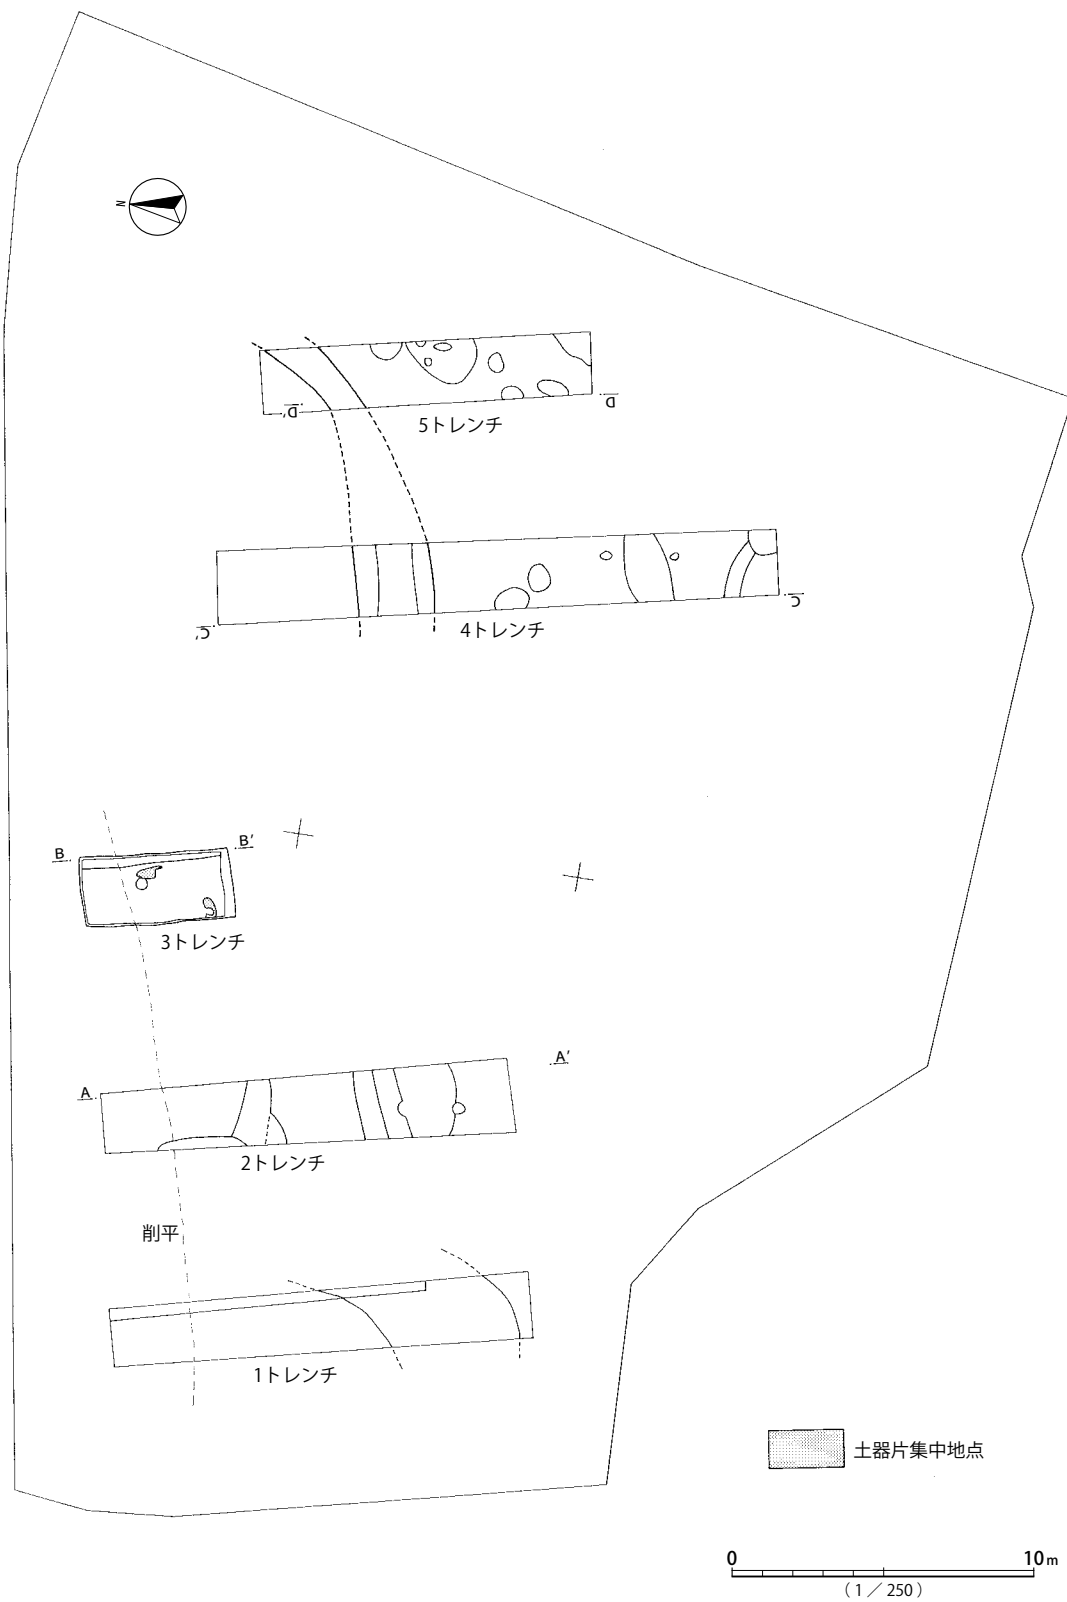 N
D'
D
5トレンチ
C'
C
4トレンチ
B
B'
3トレンチ
A
A'
2トレンチ
削平
1トレンチ
土器片集中地点
0 10m
（1／250）